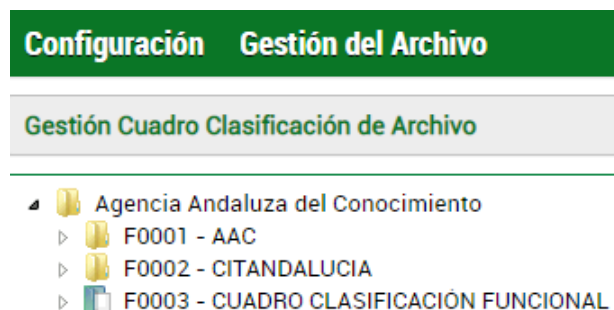 Configuración Gestión del Archivo
Gestión Cuadro Clasificación de Archivo
Agencia Andaluza del Conocimiento
F0001 - AAC
F0002 - CITANDALUCIA
F0003 - CUADRO CLASIFICACIÓN FUNCIONAL